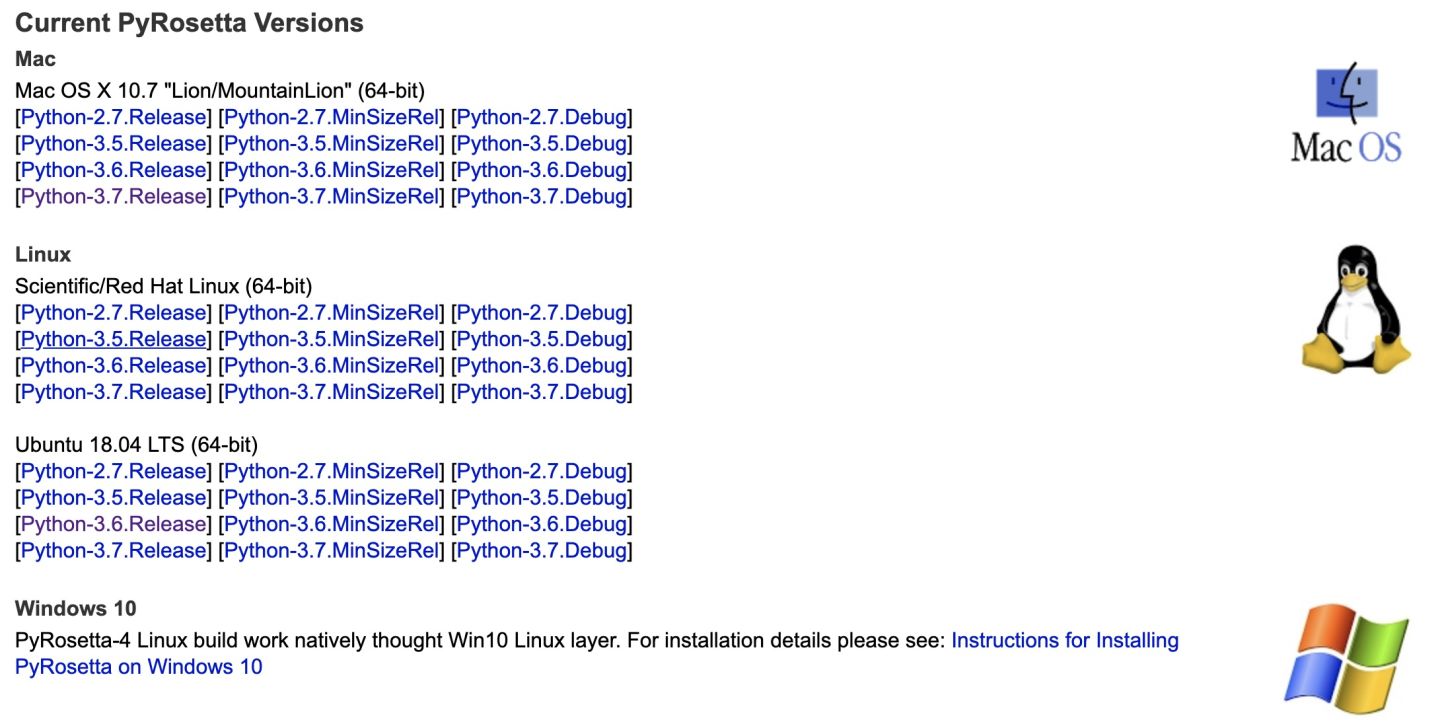 Current PyRosetta Versions
Mac
Mac OS X 10.7 "Lion/MountainLion" (64-bit)
[Python-2.7.Release] [Python-2.7.MinSizeRel] [Python-2.7.Debug]
[Python-3.5.Release] [Python-3.5.MinSizeRel] [Python-3.5.Debug]
[Python-3.6.Release] [Python-3.6.MinSizeRel] [Python-3.6.Debug]
[Python-3.7.Release] [Python-3.7.MinSizeRel] [Python-3.7.Debug]
Mac OS
Linux
Scientific/Red Hat Linux (64-bit)
[Python-2.7.Release] [Python-2.7.MinSizeRel] [Python-2.7.Debug]
[Python-3.5.Release] [Python-3.5.MinSizeRel] [Python-3.5.Debug]
[Python-3.6.Release] [Python-3.6.MinSizeRel] [Python-3.6.Debug]
[Python-3.7.Release] [Python-3.7.MinSizeRel] [Python-3.7.Debug]
Ubuntu 18.04 LTS (64-bit)
[Python-2.7.Release] [Python-2.7.MinSizeRel] [Python-2.7.Debug]
[Python-3.5.Release] [Python-3.5.MinSizeRel] [Python-3.5.Debug]
[Python-3.6.Release] [Python-3.6.MinSizeRel] [Python-3.6.Debug]
[Python-3.7.Release] [Python-3.7.MinSizeRel] [Python-3.7.Debug]
Windows 10
PyRosetta-4 Linux build work natively thought Win10 Linux layer. For installation details please see: Instructions for Installing
PyRosetta on Windows 10